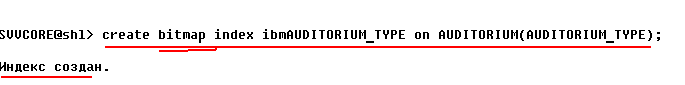 SVVCORE@sh1> create bitmap index ibmAUDITORIUM_TYPE on AUDITORIUM(AUDITORIUM_TYPE);
Индекс создан.